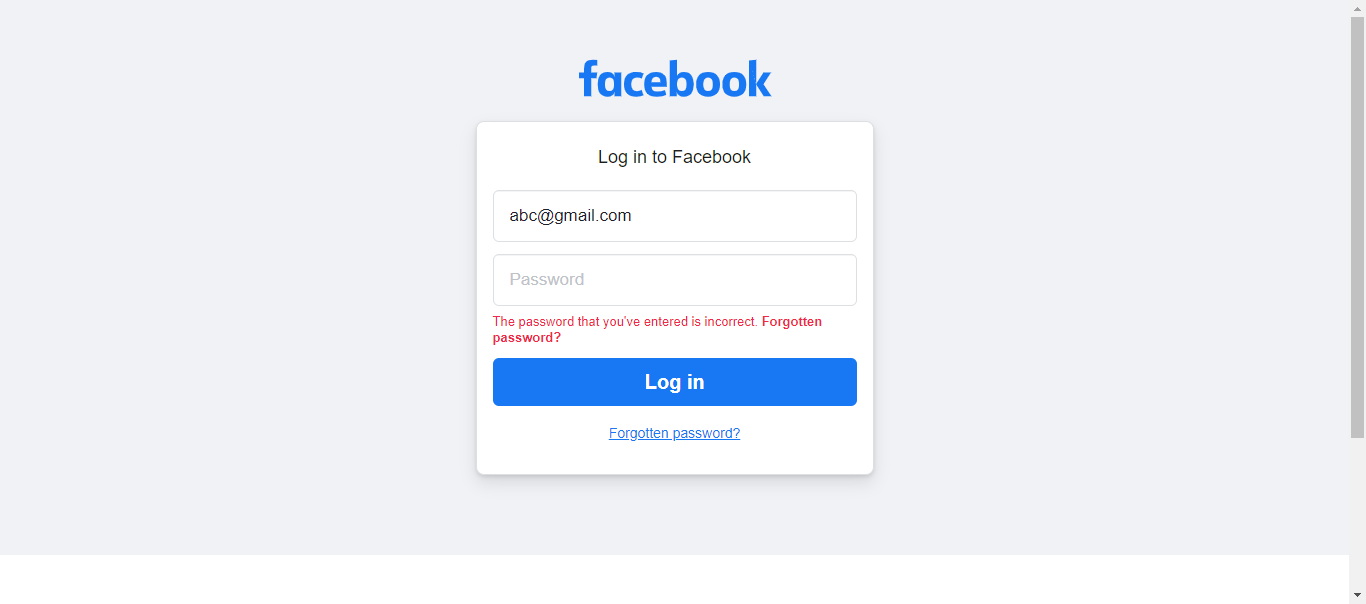 facebook
Log in to Facebook
abc@gmail.com
Password
The password that you've entered is incorrect. Forgotten
password?
Log in
Forgotten password?